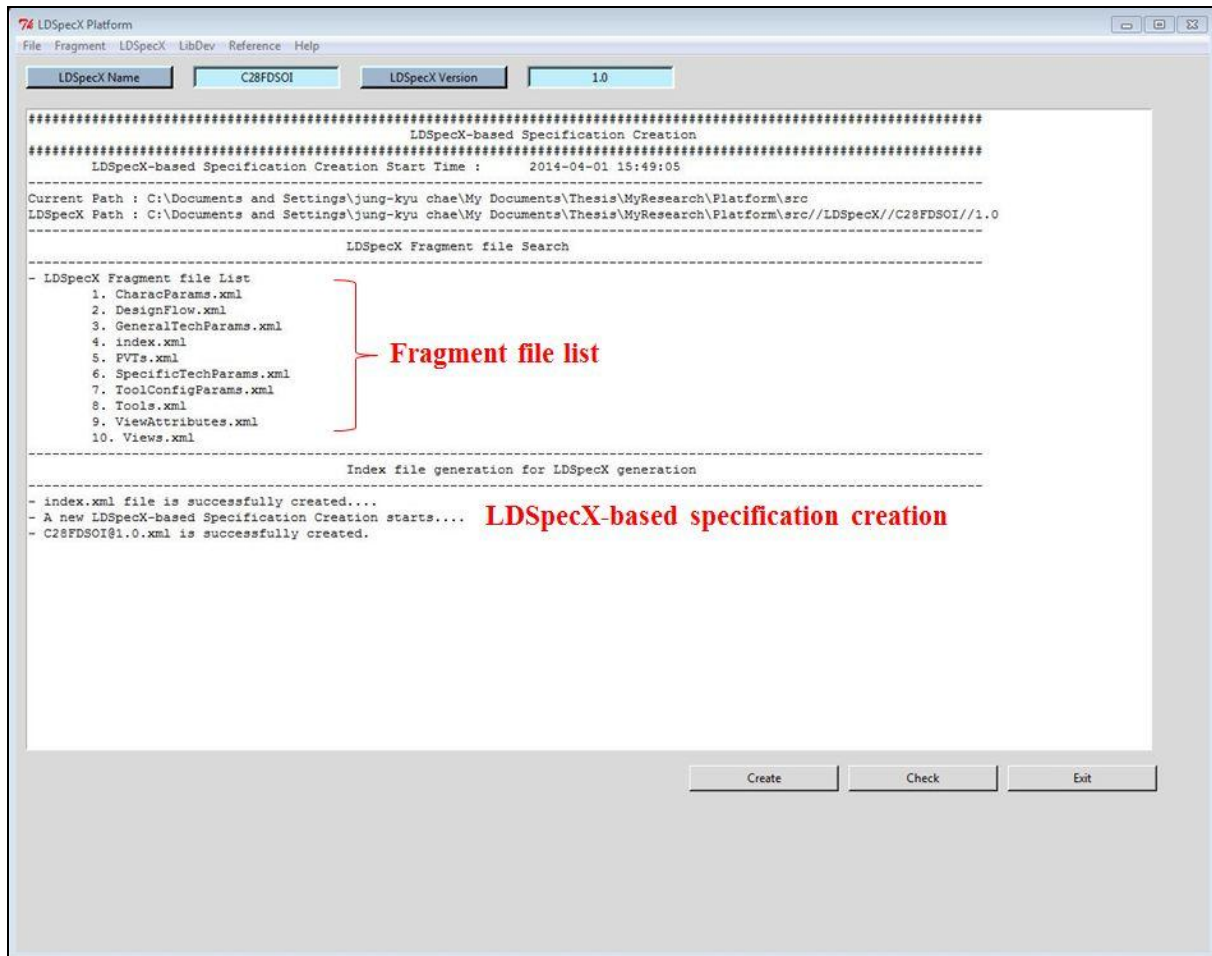 LDSpecX Platform
File Fragment LDSpecX LibDev Reference Help
LDSpecX Name C28FDSOI LDSpecX Version 1.0
########################################################################################################################
LDSpecX-based Specification Creation
########################################################################################################################
LDSpecX-based Specification Creation Start Time : 2014-04-01 15:49:05
------------------------------------------------------------------------------------------------------------------------
Current Path : C:\Documents and Settings\jung-kyu chae\My Documents\Thesis\MyResearch\Platform\src
LDSpecX Path : C:\Documents and Settings\jung-kyu chae\My Documents\Thesis\MyResearch\Platform\src//LDSpecX//C28FDSOI//1.0
------------------------------------------------------------------------------------------------------------------------
LDSpecX Fragment file Search
------------------------------------------------------------------------------------------------------------------------
- LDSpecX Fragment file List
1. CharacParams.xml
2. DesignFlow.xml
3. GeneralTechParams.xml
4. index.xml
5. PVTs.xml
6. SpecificTechParams.xml
7. ToolConfigParams.xml
8. Tools.xml
9. ViewAttributes.xml
10. Views.xml
Fragment file list
------------------------------------------------------------------------------------------------------------------------
Index file generation for LDSpecX generation
------------------------------------------------------------------------------------------------------------------------
- index.xml file is successfully created....
- A new LDSpecX-based Specification Creation starts....
- C28FDSOI@1.0.xml is successfully created.
LDSpecX-based specification creation
Create Check Exit